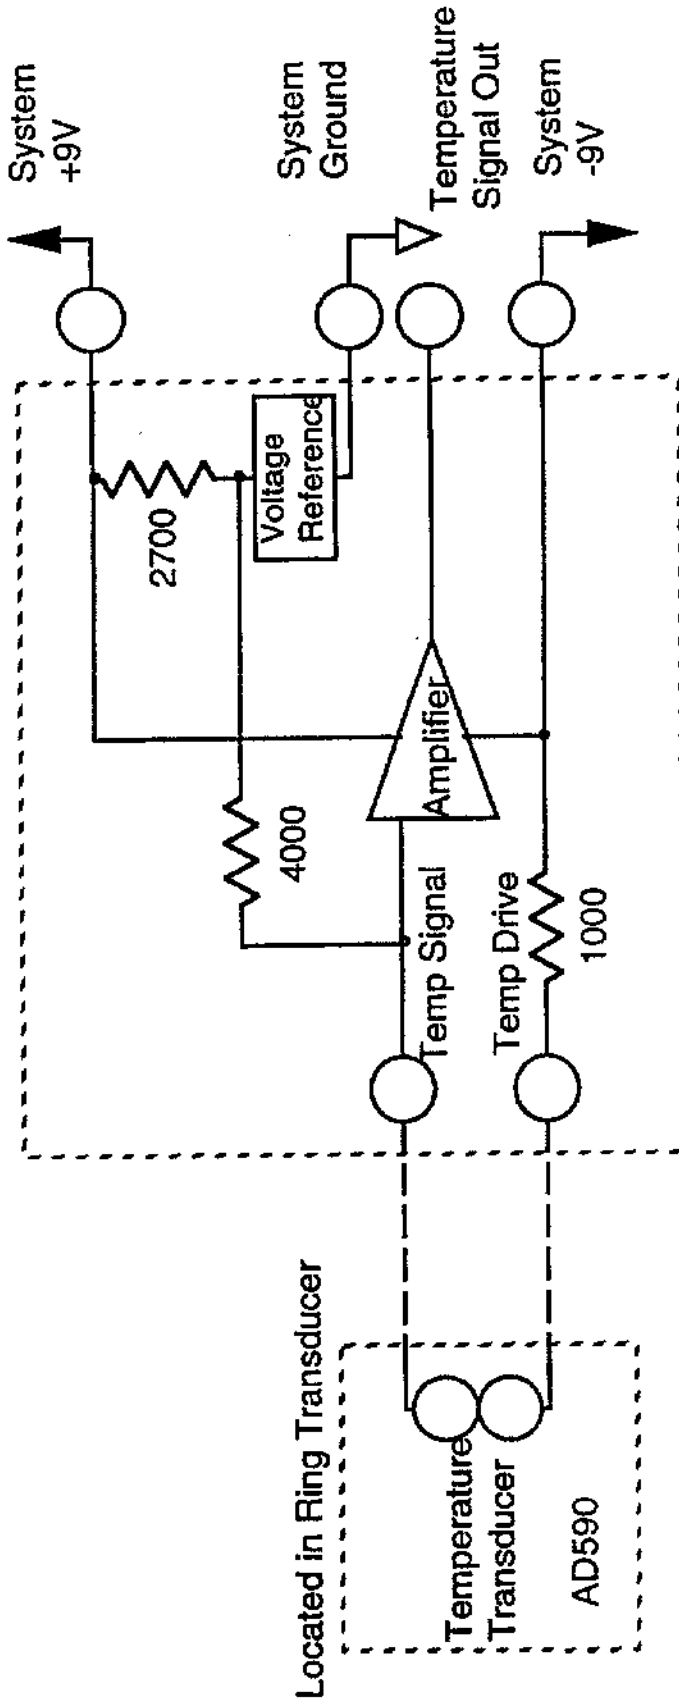 Located in Ring Transducer
Temperature
Transducer
AD590
Temp Signal
Temp Drive
1000
4000
Amplifier
2700
Voltage
Reference
System
+9V
System
Ground
Temperature
Signal Out
System
-9V